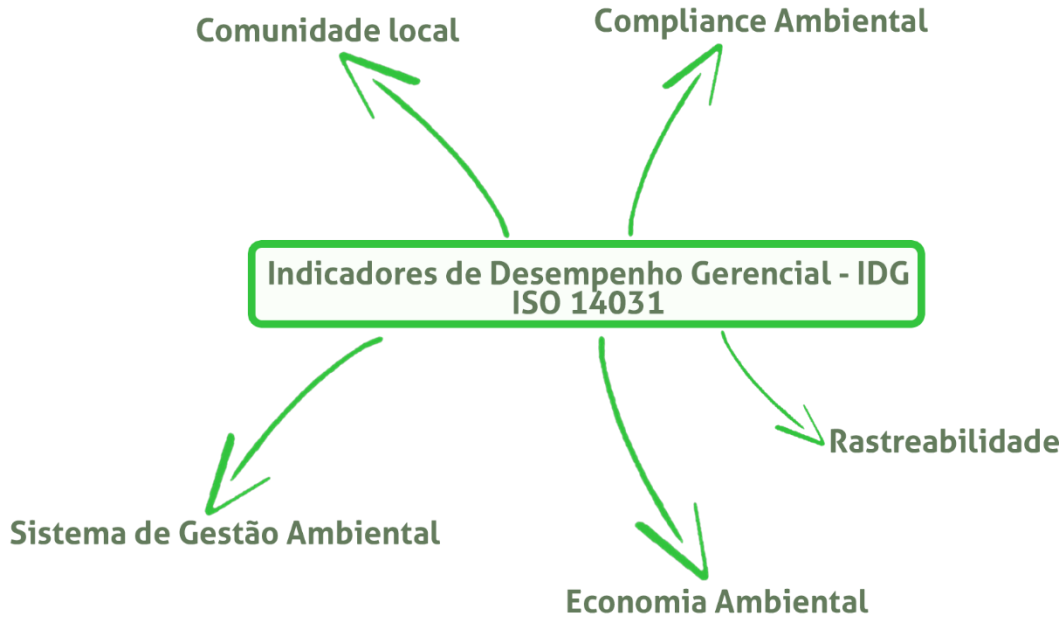 Comunidade local
Compliance Ambiental
Indicadores de Desempenho Gerencial - IDG
ISO 14031
Rastreabilidade
Sistema de Gestão Ambiental
Economia Ambiental